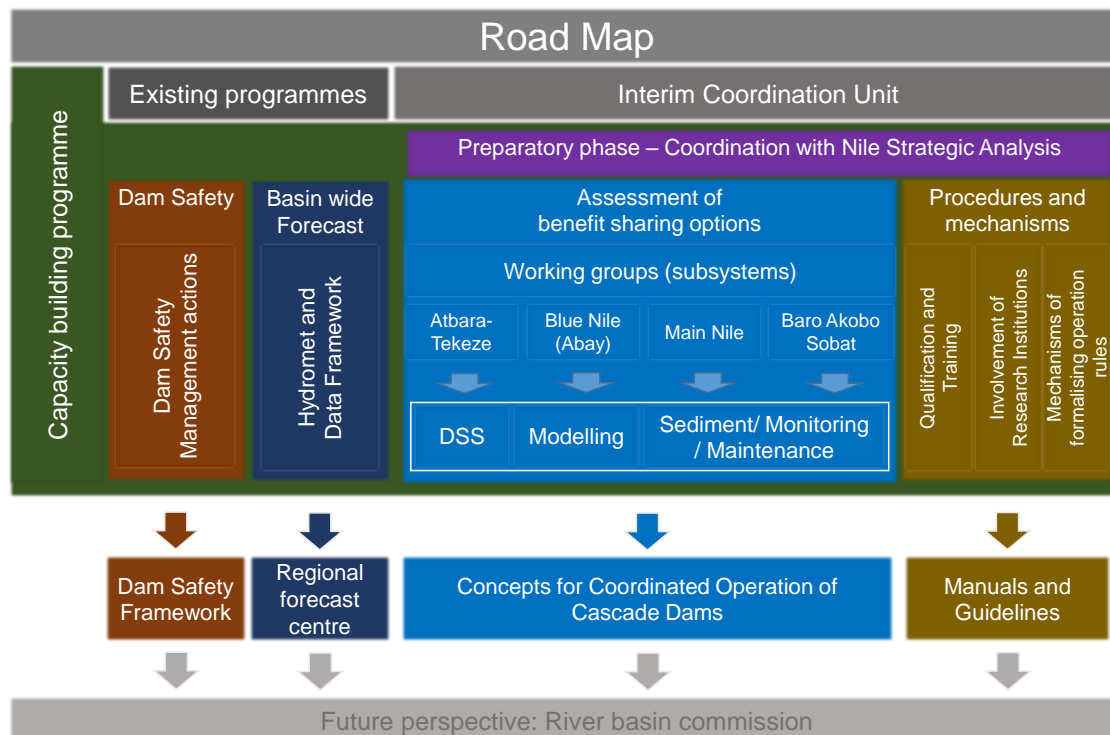 Road Map
Existing programmes
Interim Coordination Unit
Capacity building programme
Preparatory phase – Coordination with Nile Strategic Analysis
Dam Safety
Dam Safety
Management actions
Basin wide
Forecast
Hydromet and
Data Framework
Assessment of
benefit sharing options
Working groups (subsystems)
Atbara-
Tekeze
Blue Nile
(Abay)
Main Nile
Baro Akobo
Sobat
DSS
Modelling
Sediment/ Monitoring
/ Maintenance
Procedures and
mechanisms
Qualification and
Training
Involvement of
Research Institutions
Mechanisms of
formalising operation
rules
Dam Safety
Framework
Regional
forecast
centre
Concepts for Coordinated Operation of
Cascade Dams
Manuals and
Guidelines
Future perspective: River basin commission